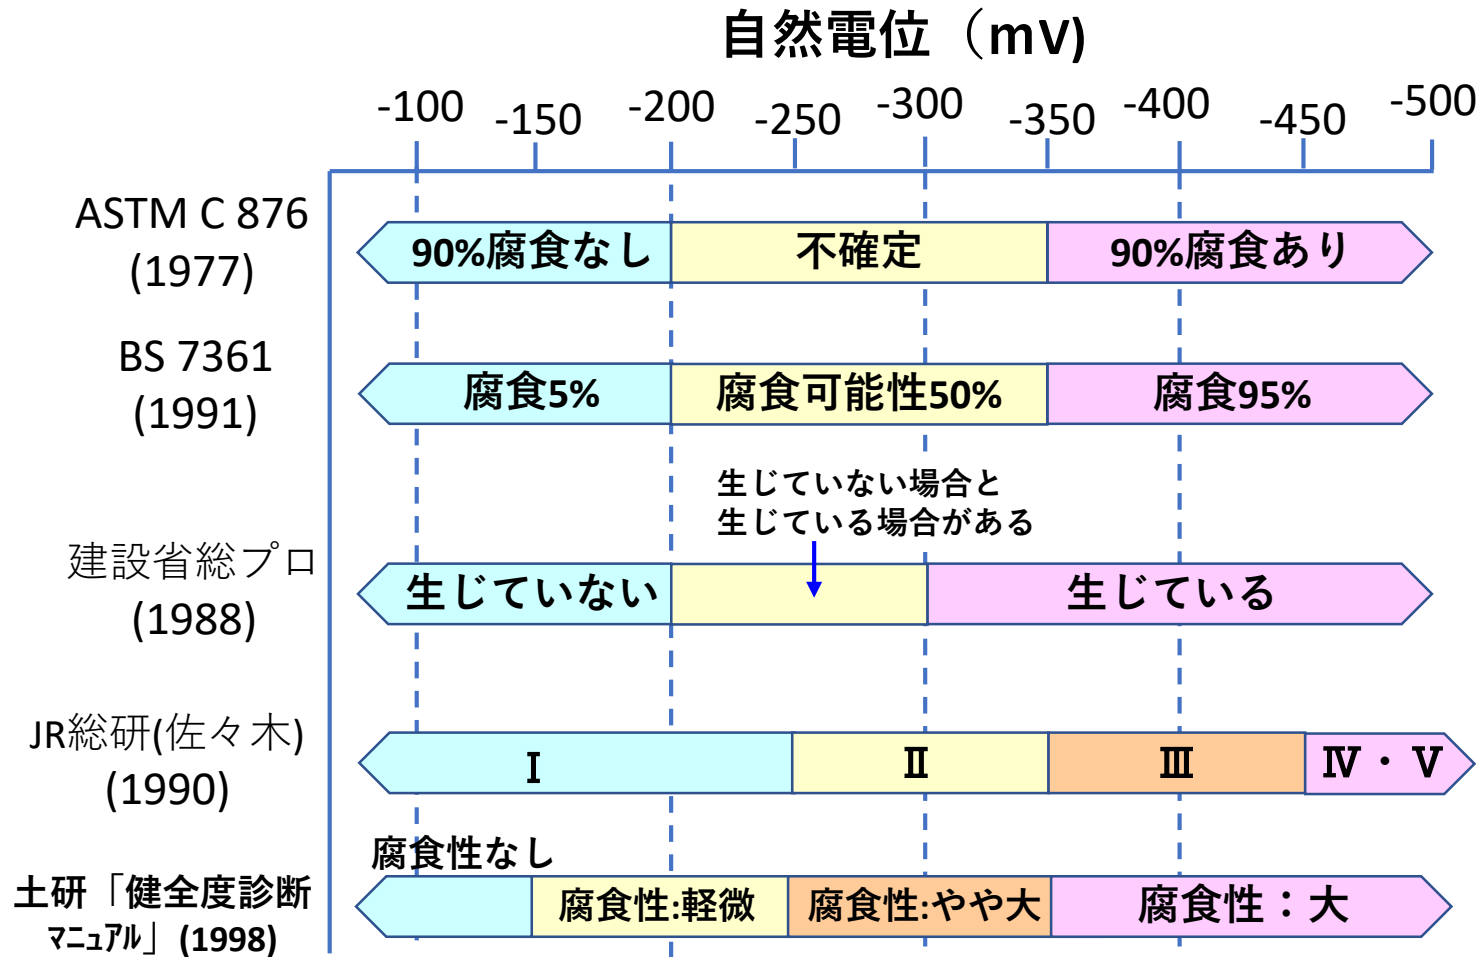 自然電位（mV)
-100 -150 -200 -250 -300 -350 -400 -450 -500
ASTM C 876
(1977)
90%腐食なし 不確定 90%腐食あり
BS 7361
(1991)
腐食5% 腐食可能性50% 腐食95%
生じていない場合と
生じている場合がある
建設省総プロ
(1988)
生じていない 生じている
JR総研(佐々木)
(1990)
Ⅰ Ⅱ Ⅲ Ⅳ・Ⅴ
腐食性なし
土研「健全度診断
マニュアル」(1998)
腐食性:軽微 腐食性:やや大 腐食性：大